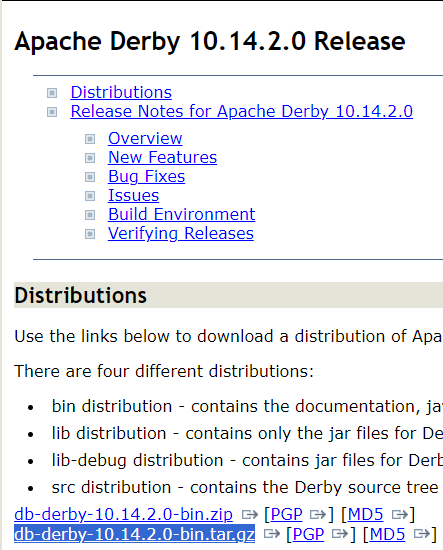 Apache Derby 10.14.2.0 Release
Distributions
Release Notes for Apache Derby 10.14.2.0
Overview
New Features
Bug Fixes
Issues
Build Environment
Verifying Releases
Distributions
Use the links below to download a distribution of Apa
There are four different distributions:
• bin distribution - contains the documentation, jav
• lib distribution - contains only the jar files for De
• lib-debug distribution - contains jar files for Derb
• src distribution - contains the Derby source tree
db-derby-10.14.2.0-bin.zip [PGP] [MD5]
db-derby-10.14.2.0-bin.tar.gz [PGP] [MD5]